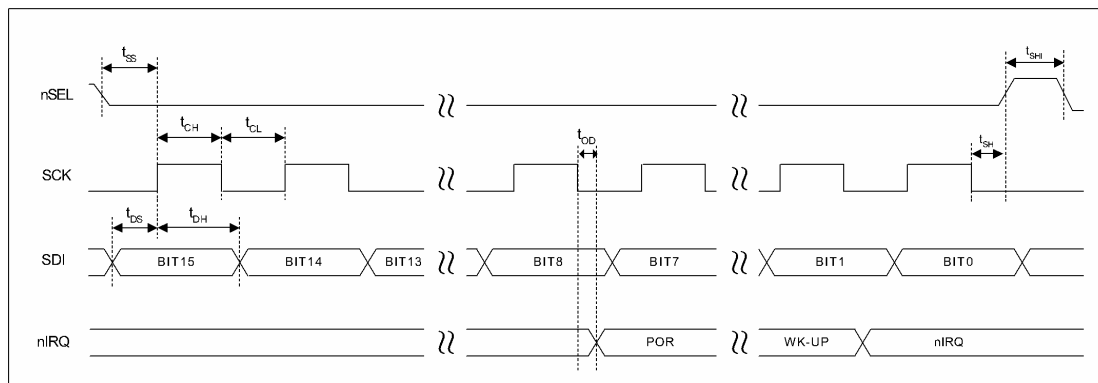 tSS
tSHI
nSEL
tCH
tCL
tOD
tSH
SCK
tDS
tDH
SDI
BIT15
BIT14
BIT13
BIT8
BIT7
BIT1
BIT0
nIRQ
POR
WK-UP
nIRQ